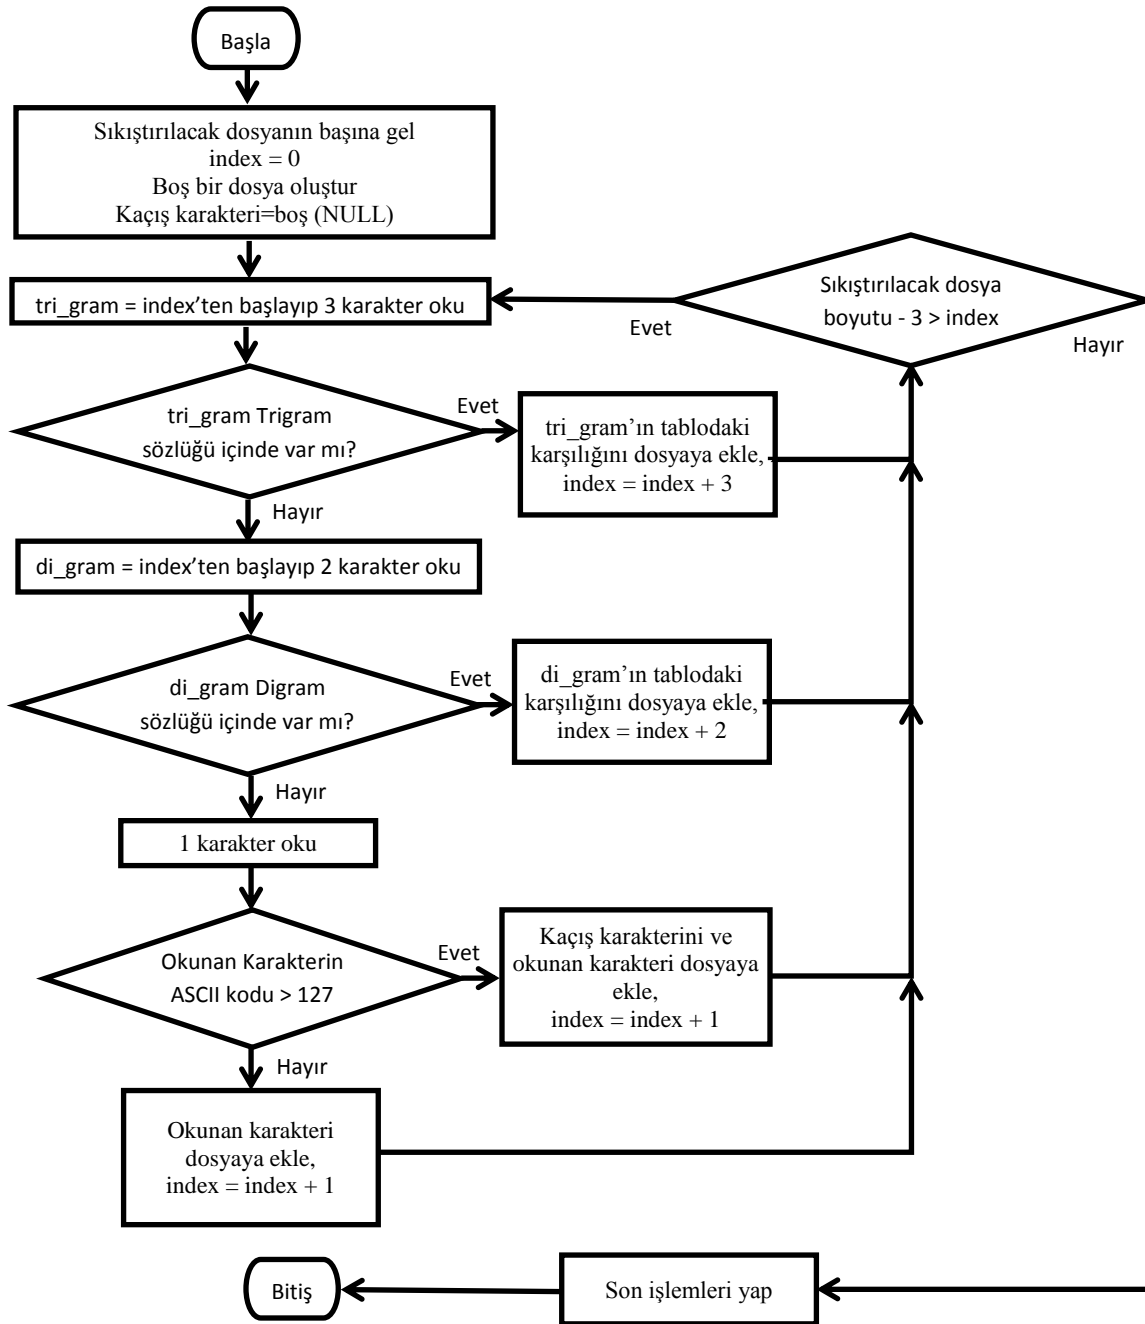 Başla
Sıkıştırılacak dosyanın başına gel
index = 0
Boş bir dosya oluştur
Kaçış karakteri=boş (NULL)
tri_gram = index’ten başlayıp 3 karakter oku
Sıkıştırılacak dosya
boyutu - 3 > index
Evet
Hayır
tri_gram Trigram
sözlüğü içinde var mı?
Evet
tri_gram’ın tablodaki
karşılığını dosyaya ekle,
index = index + 3
Hayır
di_gram = index’ten başlayıp 2 karakter oku
di_gram Digram
sözlüğü içinde var mı?
Evet
di_gram’ın tablodaki
karşılığını dosyaya ekle,
index = index + 2
Hayır
1 karakter oku
Okunan Karakterin
ASCII kodu > 127
Evet
Kaçış karakterini ve
okunan karakteri dosyaya
ekle,
index = index + 1
Hayır
Okunan karakteri
dosyaya ekle,
index = index + 1
Son işlemleri yap
Bitiş